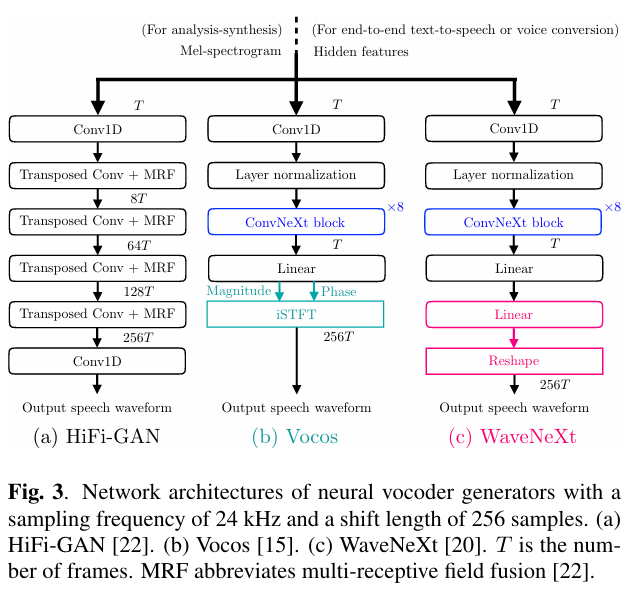 (For analysis-synthesis)
(For end-to-end text-to-speech or voice conversion)
Mel-spectrogram
Hidden features
T
Conv1D
Transposed Conv + MRF
8T
Transposed Conv + MRF
64T
Transposed Conv + MRF
128T
Transposed Conv + MRF
256T
Conv1D
Output speech waveform
(a) HiFi-GAN
T
Conv1D
Layer normalization
ConvNeXt block
×8
T
Linear
Magnitude
Phase
iSTFT
256T
Output speech waveform
(b) Vocos
T
Conv1D
Layer normalization
ConvNeXt block
×8
T
Linear
Linear
Reshape
256T
Output speech waveform
(c) WaveNeXt
Fig. 3. Network architectures of neural vocoder generators with a
sampling frequency of 24 kHz and a shift length of 256 samples. (a)
HiFi-GAN [22]. (b) Vocos [15]. (c) WaveNeXt [20]. T is the num-
ber of frames. MRF abbreviates multi-receptive field fusion [22].